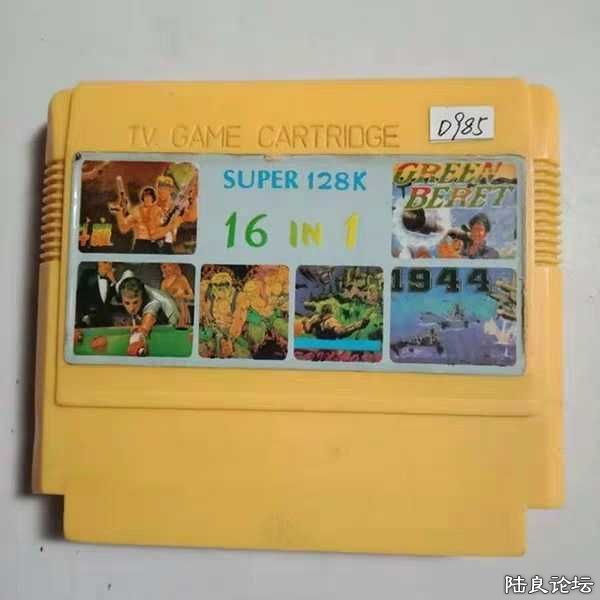 TV GAME CARTRIDGE
D985
SUPER 128K
16 IN 1
GREEN
BERET
1944
陆良论坛